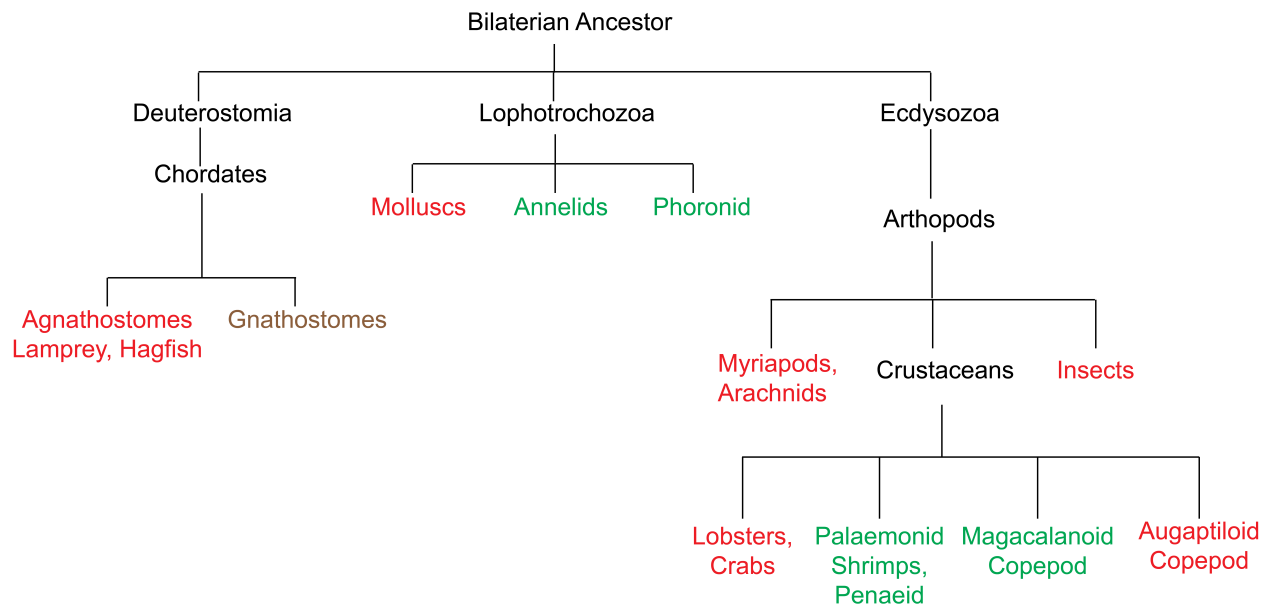 Bilaterian Ancestor
Deuterostomia
Lophotrochozoa
Ecdysozoa
Chordates
Molluscs
Annelids
Phoronid
Arthopods
Agnathostomes
Lamprey, Hagfish
Gnathostomes
Myriapods,
Arachnids
Crustaceans
Insects
Lobsters,
Crabs
Palaemonid
Shrimps,
Penaeid
Magacalanoid
Copepod
Augaptiloid
Copepod